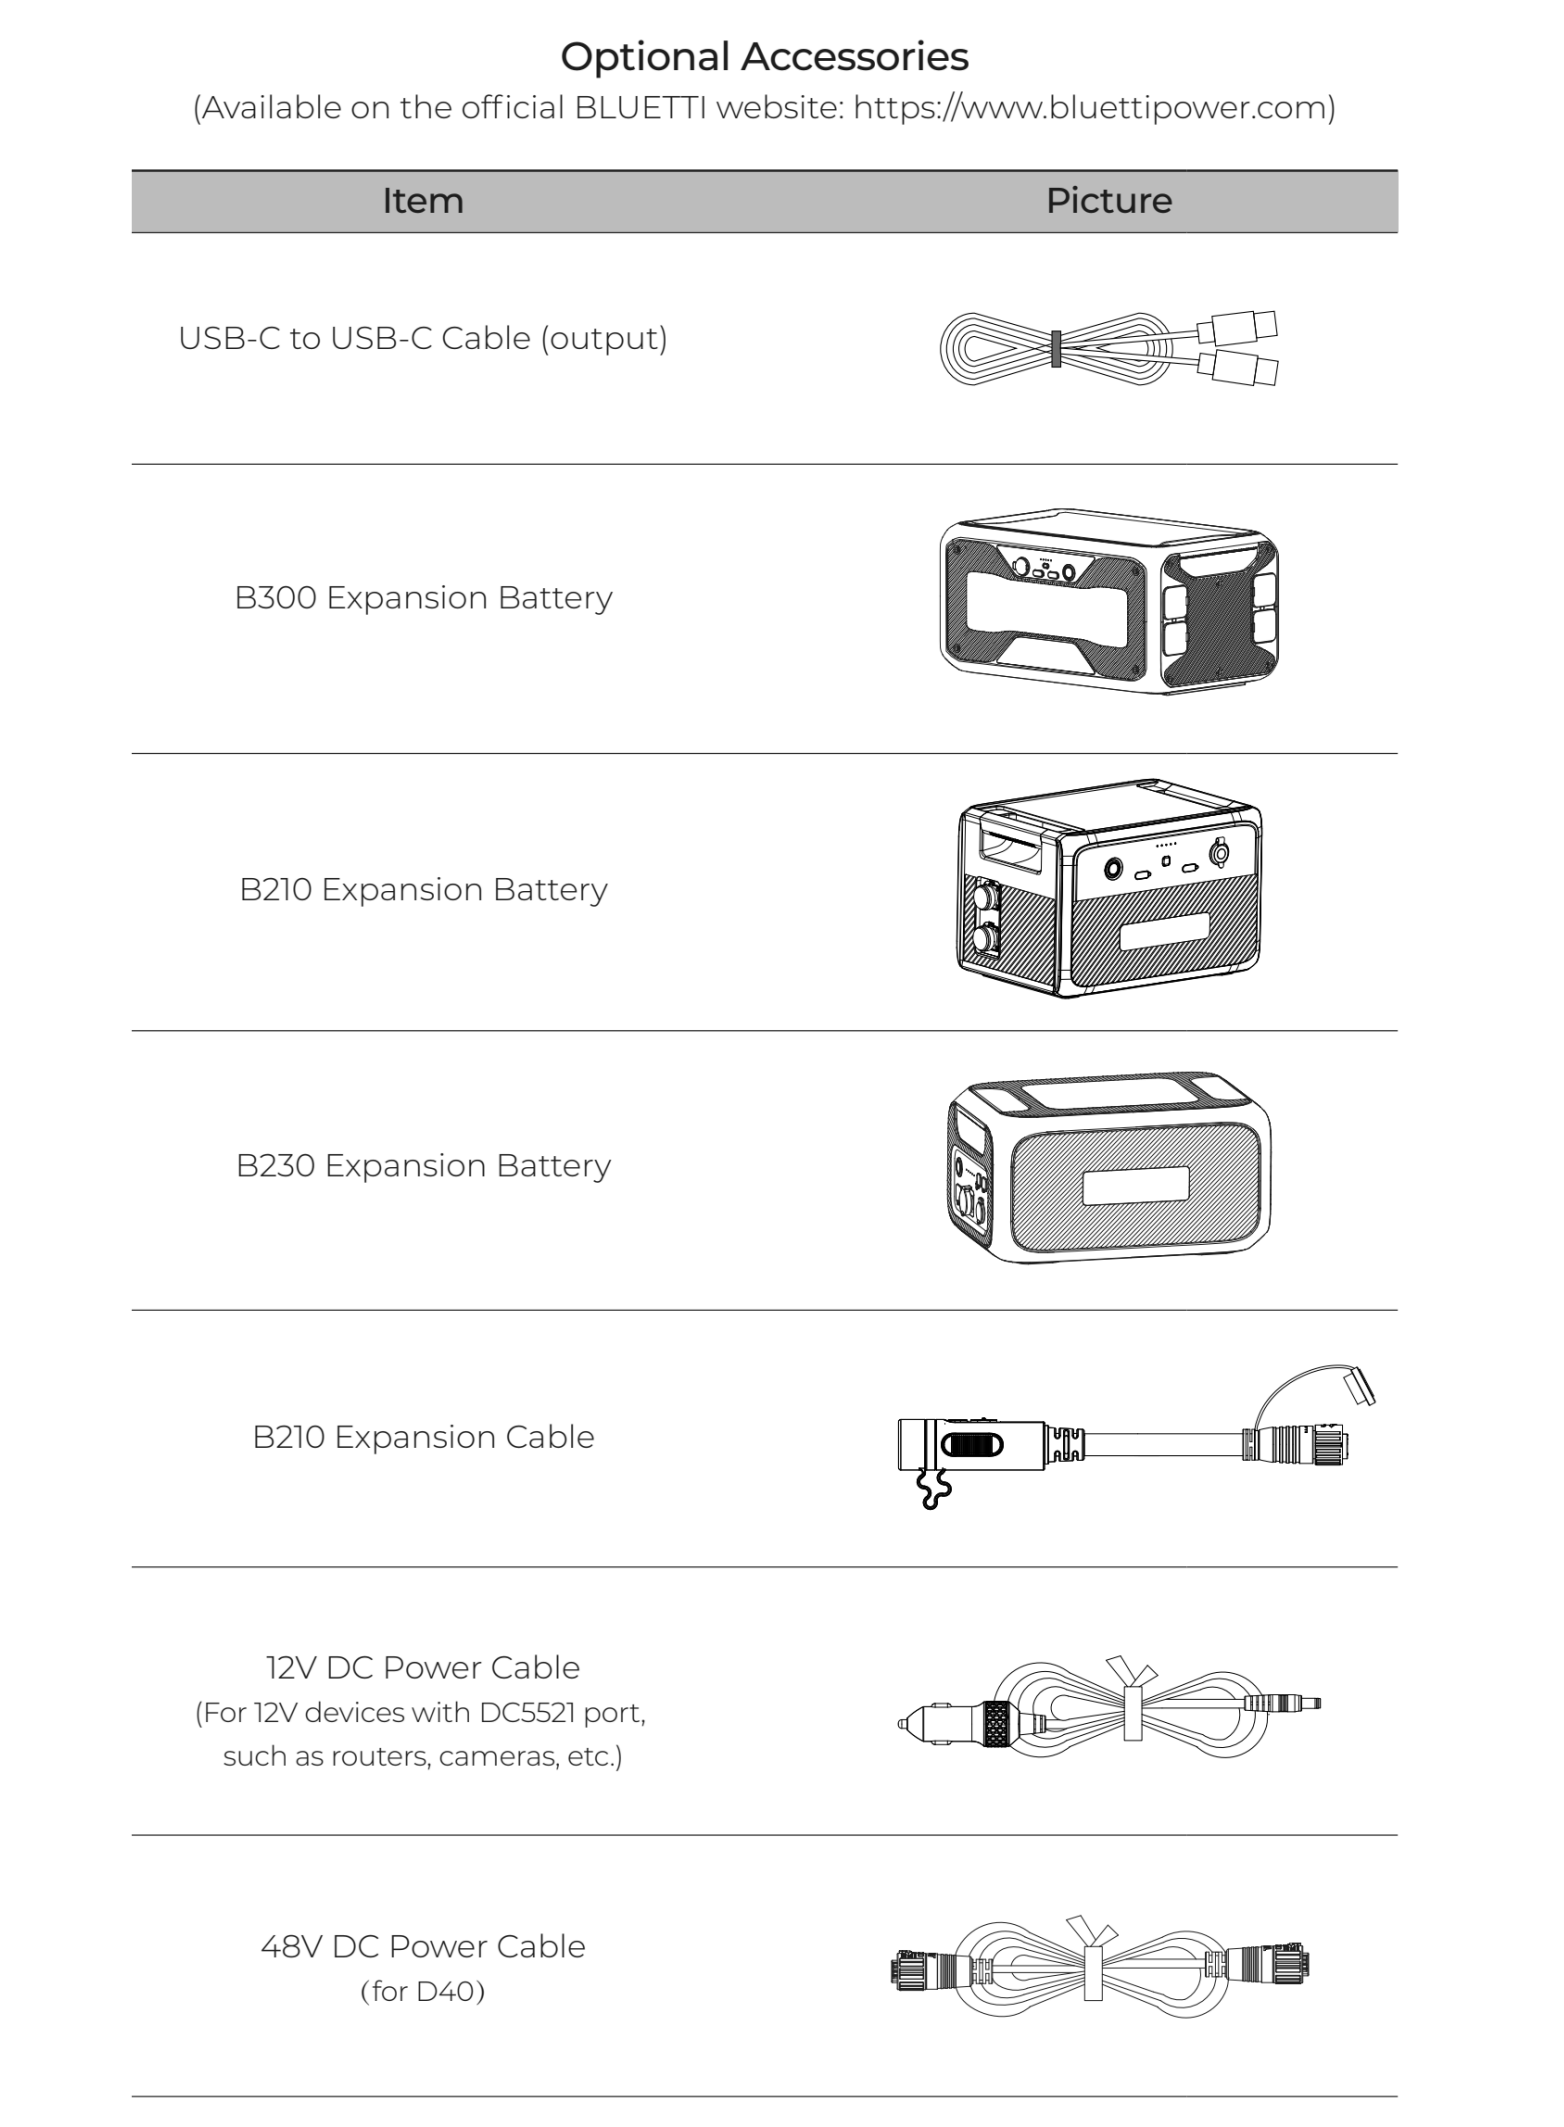 Optional Accessories
(Available on the official BLUETTI website: https://www.bluettipower.com)
Item Picture
USB-C to USB-C Cable (output)
B300 Expansion Battery
B210 Expansion Battery
B230 Expansion Battery
B210 Expansion Cable
12V DC Power Cable
(For 12V devices with DC5521 port,
such as routers, cameras, etc.)
48V DC Power Cable
(for D40)